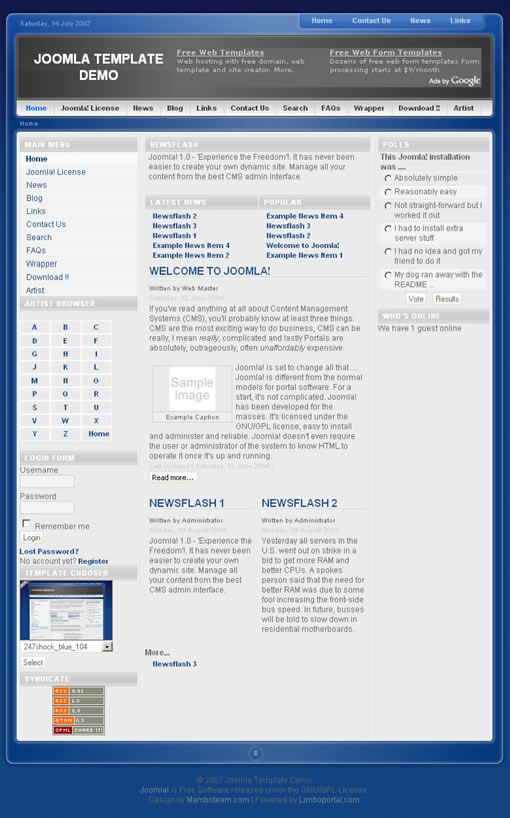 Saturday, 14 July 2007
Home Contact Us News Links
JOOMLA TEMPLATE
DEMO
Free Web Templates
Web hosting with free domain, web
template and site creator. More.
Free Web Form Templates
Dozens of free web form templates Form
processing starts at $9/month
Ads by Google
Home Joomla! License News Blog Links Contact Us Search FAQs Wrapper Download !! Artist
Home
MAIN MENU
Home
Joomla! License
News
Blog
Links
Contact Us
Search
FAQs
Wrapper
Download !!
Artist
ARTIST BROWSER
A B C
D E F
G H I
J K L
M N O
P Q R
S T U
V W X
Y Z Home
LOGIN FORM
Username
Password
Remember me
Login
Lost Password?
No account yet? Register
TEMPLATE CHOOSER
247shock_blue_104
Select
SYNDICATE
RSS 0.91
RSS 1.0
RSS 2.0
ATOM 0.3
OPML SHARE IT!
NEWSFLASH
Joomla! 1.0 - 'Experience the Freedom'!. It has never been
easier to create your own dynamic site. Manage all your
content from the best CMS admin interface.
LATEST NEWS
Newsflash 2
Newsflash 3
Newsflash 1
Example News Item 4
Example News Item 2
POPULAR
Example News Item 4
Newsflash 3
Newsflash 2
Welcome to Joomla!
Example News Item 1
WELCOME TO JOOMLA!
Written by Web Master
Saturday, 12 June 2004
If you've read anything at all about Content Management
Systems (CMS), you'll probably know at least three things:
CMS are the most exciting way to do business, CMS can be
really, I mean really, complicated and lastly Portals are
absolutely, outrageously, often unaffordably expensive.
Sample
Image
Example Caption
Joomla! is set to change all that ...
Joomla! is different from the normal
models for portal software. For a
start, it's not complicated. Joomla!
has been developed for the
masses. It's licensed under the
GNU/GPL license, easy to install
and administer and reliable. Joomla! doesn't even require
the user or administrator of the system to know HTML to
operate it once it's up and running.
Last Updated ( Saturday, 12 June 2004 )
Read more...
NEWSFLASH 1
Written by Administrator
Monday, 09 August 2004
Joomla! 1.0 - 'Experience the
Freedom'!. It has never been
easier to create your own
dynamic site. Manage all
your content from the best
CMS admin interface.
NEWSFLASH 2
Written by Administrator
Monday, 09 August 2004
Yesterday all servers in the
U.S. went out on strike in a
bid to get more RAM and
better CPUs. A spokes
person said that the need for
better RAM was due to some
fool increasing the front-side
bus speed. In future, busses
will be told to slow down in
residential motherboards.
More...
Newsflash 3
POLLS
This Joomla! installation
was ....
Absolutely simple
Reasonably easy
Not straight-forward but I
worked it out
I had to install extra
server stuff
I had no idea and got my
friend to do it
My dog ran away with the
README ...
Vote Results
WHO'S ONLINE
We have 1 guest online
© 2007 Joomla Template Demo
Joomla! is Free Software released under the GNU/GPL License.
Design by Mamboteam.com | Powered by Limboportal.com